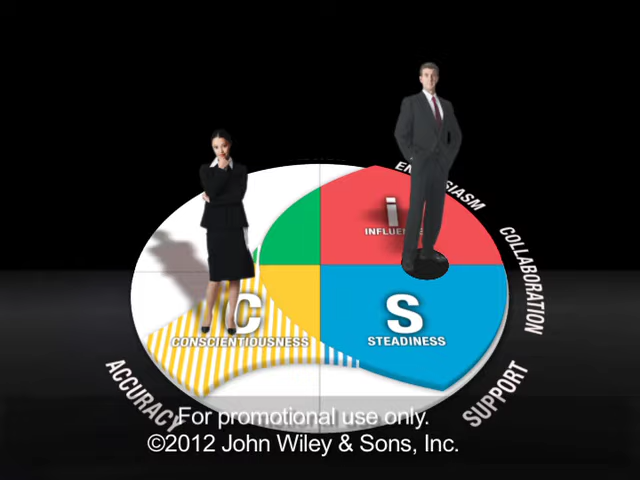 i
INFLUENCE
ENTHUSIASM
COLLABORATION
C
CONSCIENTIOUSNESS
S
STEADINESS
SUPPORT
ACCURACY
For promotional use only.
©2012 John Wiley & Sons, Inc.